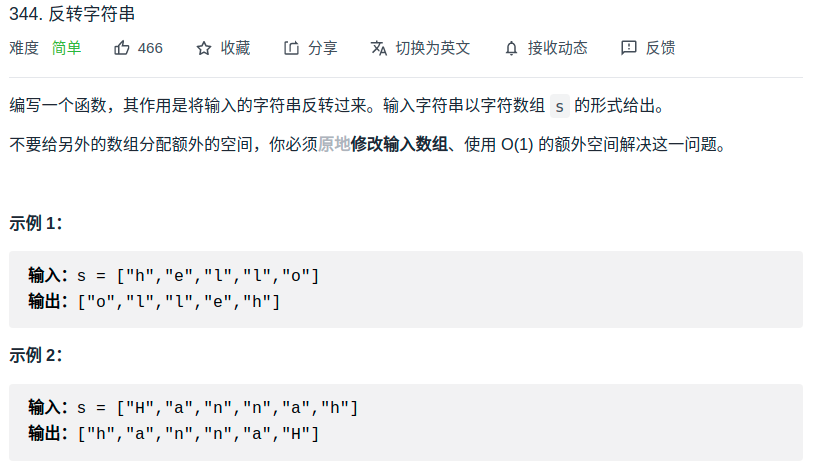 344. 反转字符串
难度 简单 466 收藏 分享 切换为英文 接收动态 反馈
编写一个函数，其作用是将输入的字符串反转过来。输入字符串以字符数组 s 的形式给出。
不要给另外的数组分配额外的空间，你必须原地修改输入数组、使用 O(1) 的额外空间解决这一问题。
示例 1：
输入：s = ["h","e","l","l","o"]
输出：["o","l","l","e","h"]
示例 2：
输入：s = ["H","a","n","n","a","h"]
输出：["h","a","n","n","a","H"]